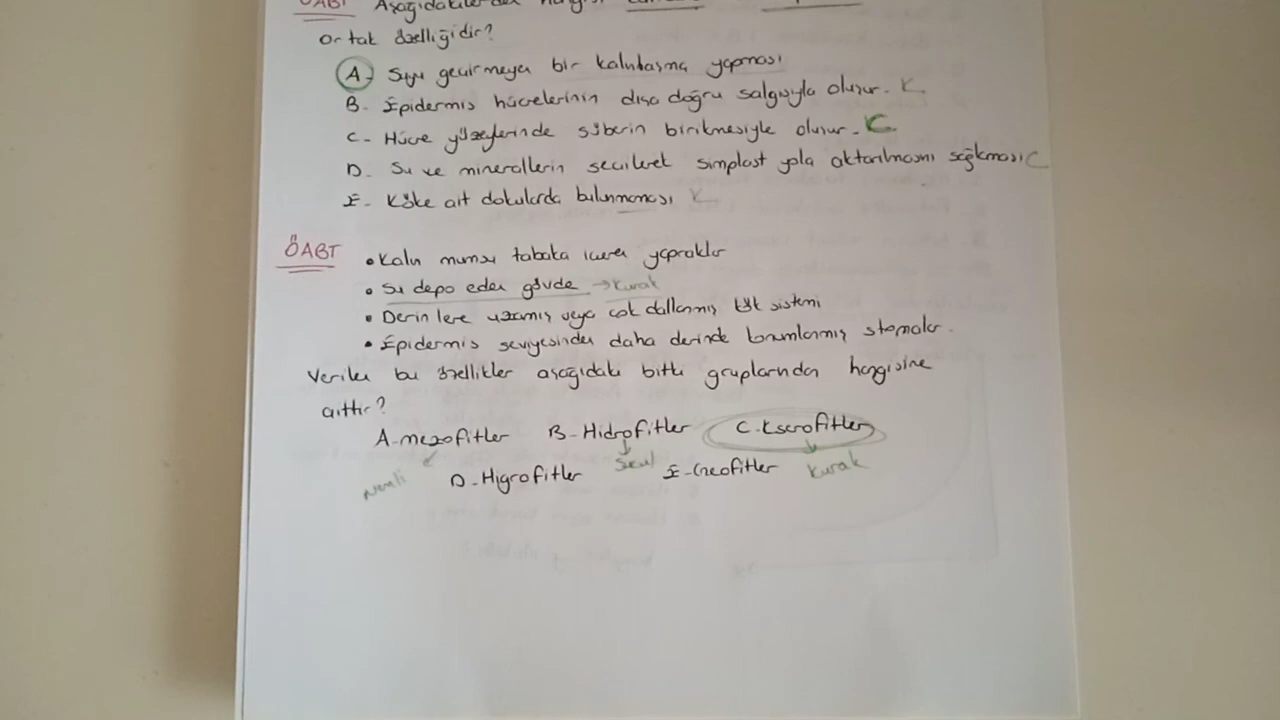 ÖABT Aşağıdakilerden hangisi
ortak özelliğidir?
A- Suyu geçirmeyen bir kalınlaşma yapması
B- Epidermis hücrelerinin dışa doğru salgısıyla oluşur. K
C- Hücre yüzeylerinde süberin birikmesiyle oluşur. K
D. Su ve minerallerin seçilerek simplast yola aktarılmasını sağlaması
E- Köke ait dokularda bulunmaması K
ÖABT • Kalın mumsu tabaka içeren yapraklar
• Su depo eden gövde → Kurak
• Derinlere uzanmış veya çok dallanmış kök sistemi
• Epidermis seviyesinden daha derinde konumlanmış stomalar.
Verilen bu özellikler aşağıdaki bitki gruplarından hangisine
aittir?
A-mezofitler B-Hidrofitler C-Kserofitler
Nemli D-Higrofitler Sucul E-Geofitler Kurak